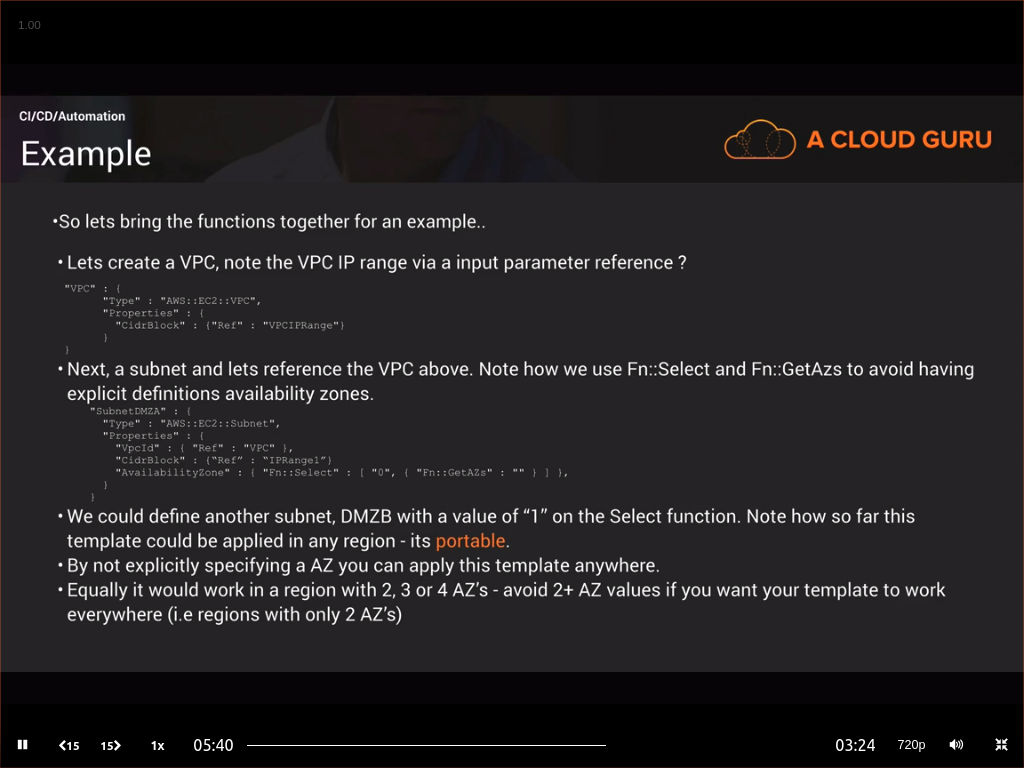 1.00
CI/CD/Automation
Example
A CLOUD GURU
•So lets bring the functions together for an example..
• Lets create a VPC, note the VPC IP range via a input parameter reference ?
"VPC" : {
"Type" : "AWS::EC2::VPC",
"Properties" : {
"CidrBlock" : {"Ref" : "VPCIPRange"}
}
}
• Next, a subnet and lets reference the VPC above. Note how we use Fn::Select and Fn::GetAzs to avoid having
explicit definitions availability zones.
"SubnetDMZA" : {
"Type" : "AWS::EC2::Subnet",
"Properties" : {
"VpcId" : { "Ref" : "VPC" },
"CidrBlock" : {“Ref” : “IPRange1”}
"AvailabilityZone" : { "Fn::Select" : [ "0", { "Fn::GetAZs" : "" } ] },
}
}
• We could define another subnet, DMZB with a value of “1” on the Select function. Note how so far this
template could be applied in any region - its portable.
• By not explicitly specifying a AZ you can apply this template anywhere.
• Equally it would work in a region with 2, 3 or 4 AZ’s - avoid 2+ AZ values if you want your template to work
everywhere (i.e regions with only 2 AZ’s)
15 15 1x 05:40 03:24 720p